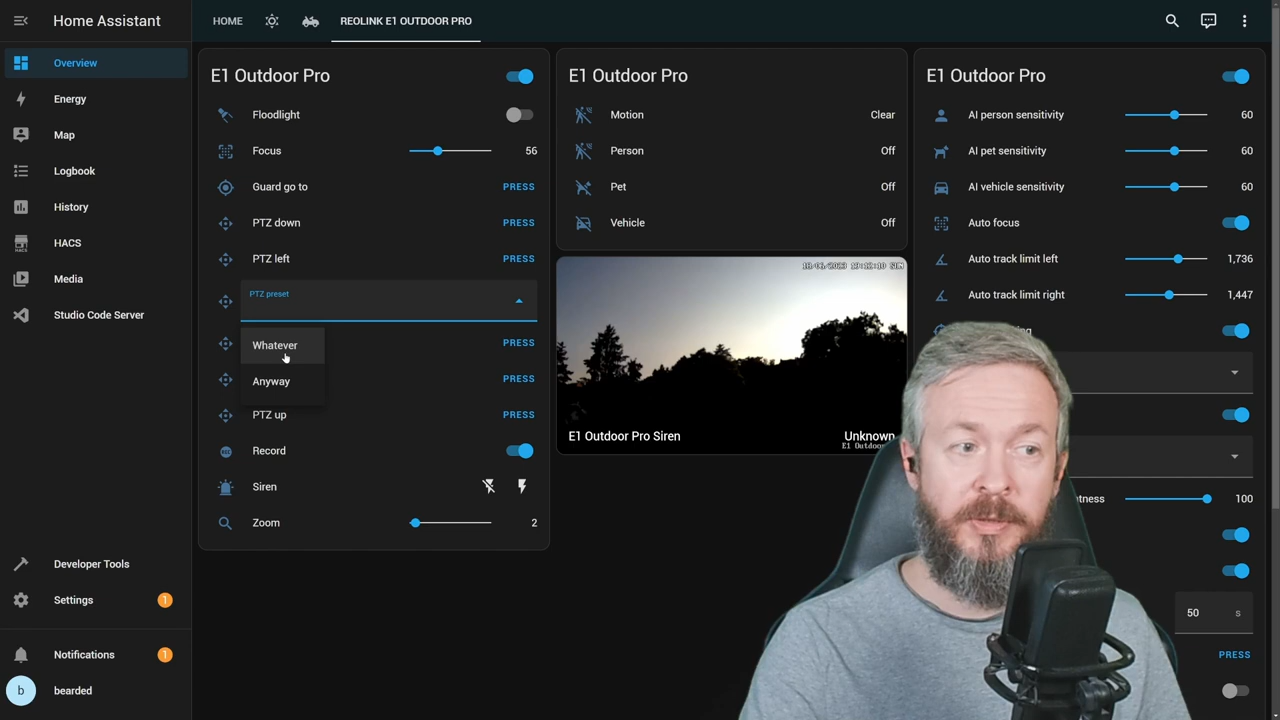 Home Assistant
HOME
REOLINK E1 OUTDOOR PRO
Overview
Energy
Map
Logbook
History
HACS
HACS
Media
Studio Code Server
Developer Tools
Settings 1
Notifications 1
b bearded
E1 Outdoor Pro
Floodlight
Focus 56
Guard go to PRESS
PTZ down PRESS
PTZ left PRESS
PTZ preset
Whatever
Anyway
PRESS
PRESS
PTZ up PRESS
Record
Siren
Zoom 2
E1 Outdoor Pro
Motion Clear
Person Off
Pet Off
Vehicle Off
E1 Outdoor Pro Siren Unknown
E1 Outdoor
E1 Outdoor Pro
AI person sensitivity 60
AI pet sensitivity 60
AI vehicle sensitivity 60
Auto focus
Auto track limit left 1,736
Auto track limit right 1,447
100
50 s
PRESS